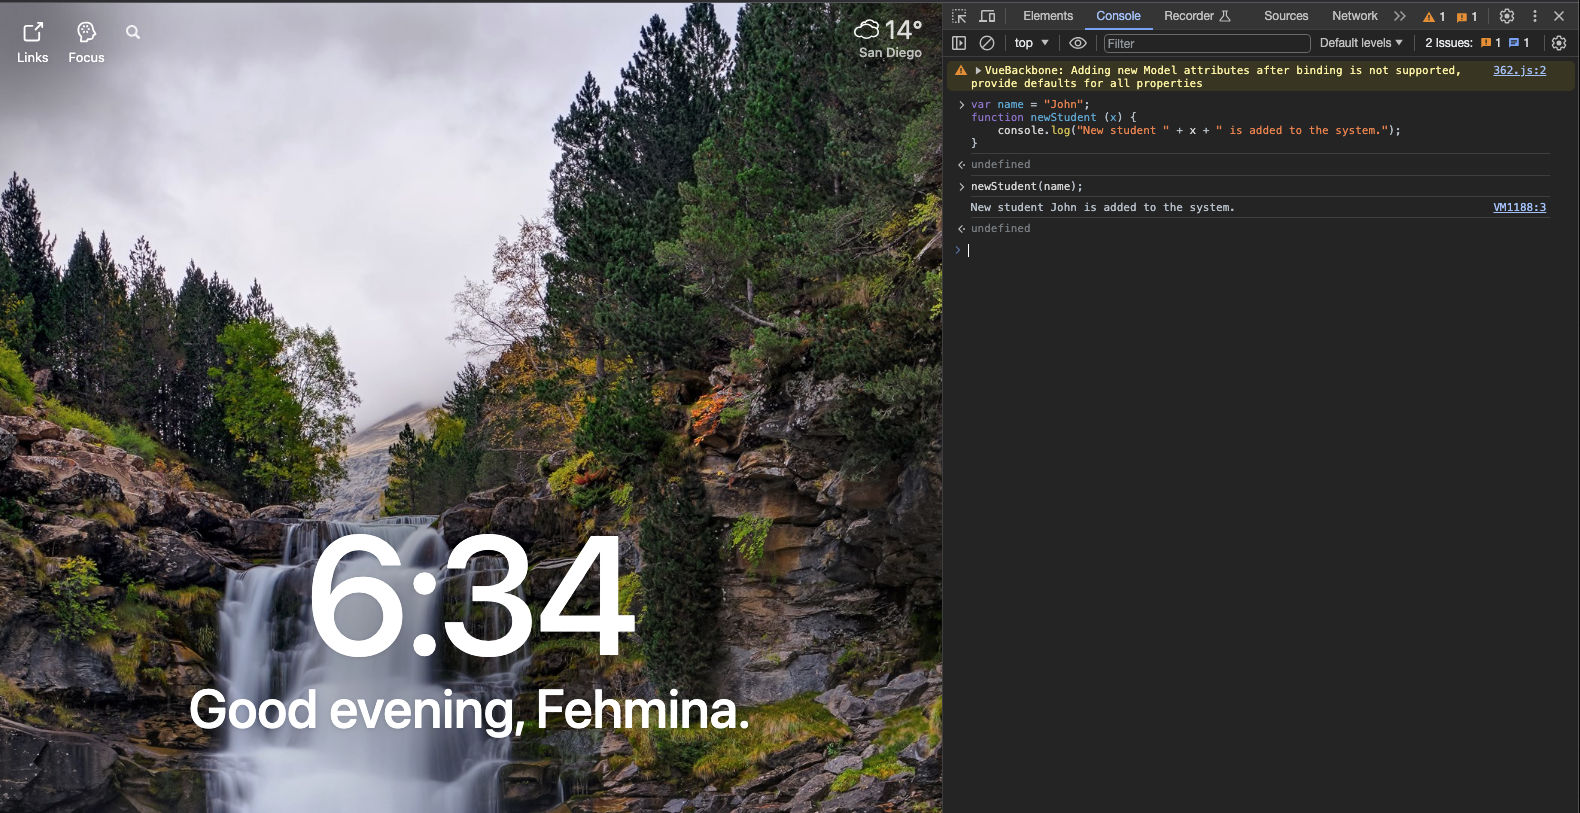 Links
Focus
14°
San Diego
6:34
Good evening, Fehmina.
Elements
Console
Recorder
Sources
Network
1
1
top
Filter
Default levels
2 Issues:
1
1
VueBackbone: Adding new Model attributes after binding is not supported, 362.js:2
provide defaults for all properties
var name = "John";
function newStudent (x) {
console.log("New student " + x + " is added to the system.");
}
undefined
newStudent(name);
New student John is added to the system. VM1188:3
undefined